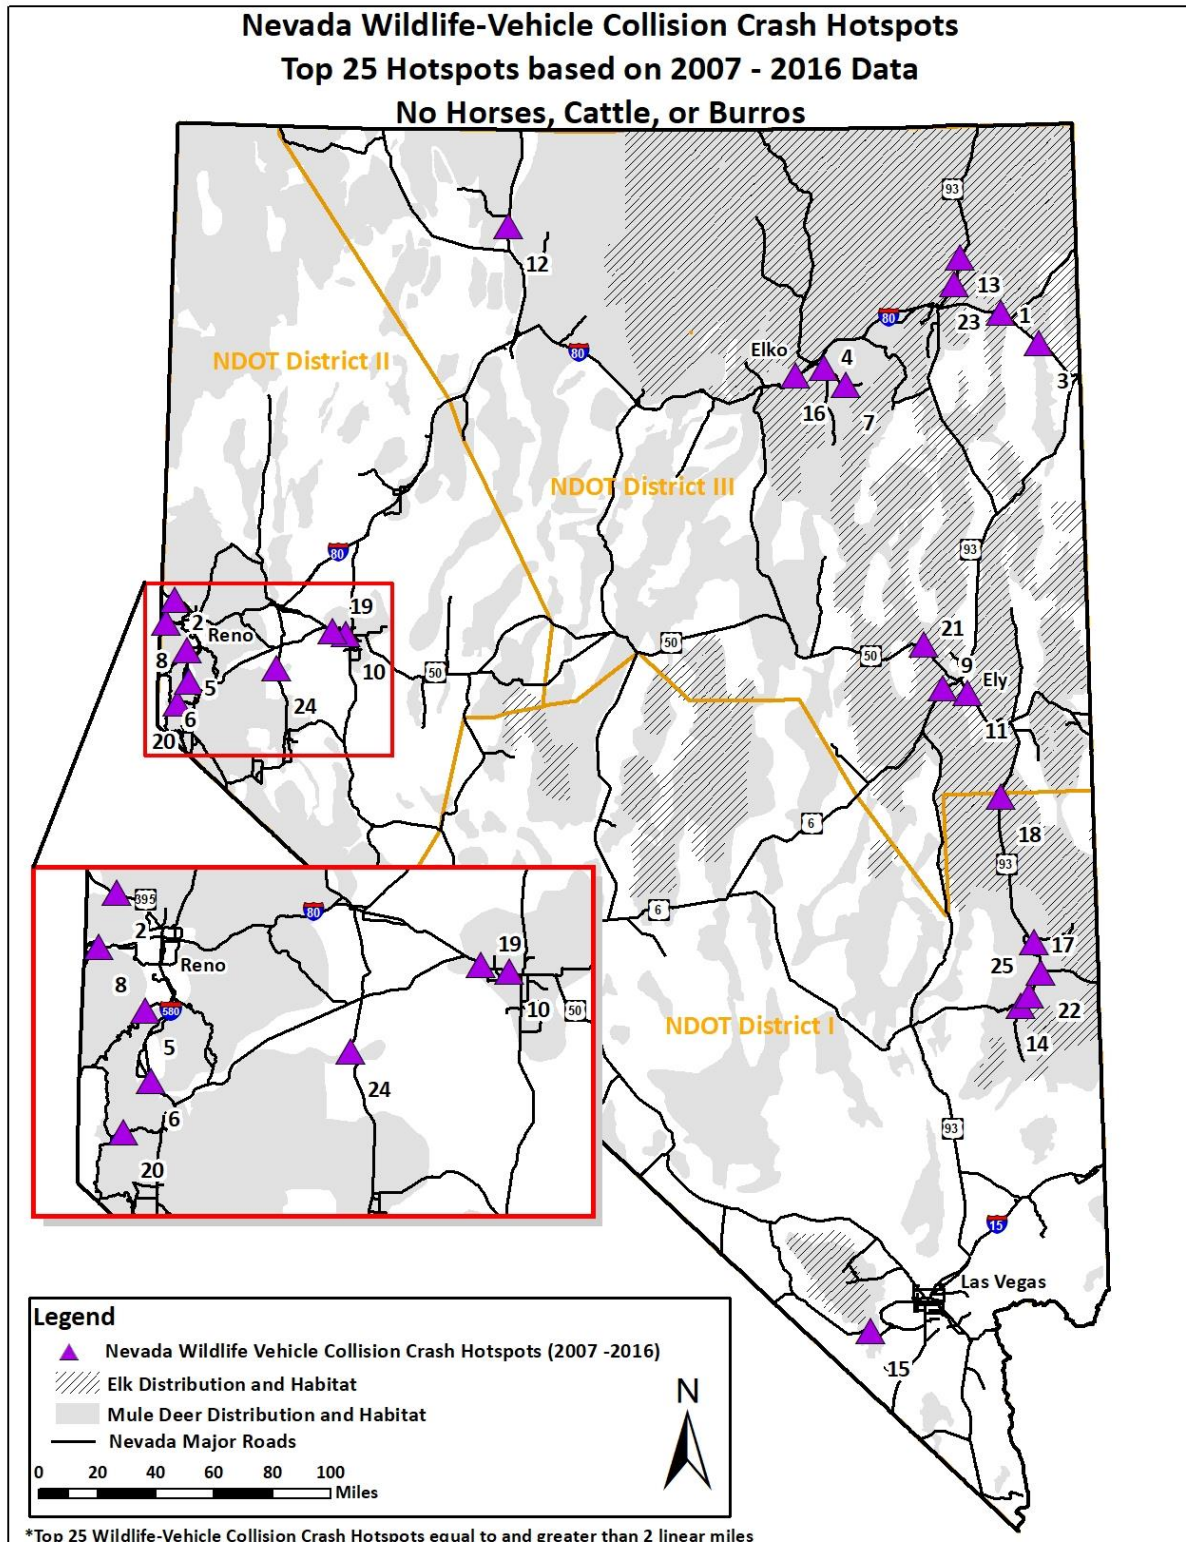 Nevada Wildlife-Vehicle Collision Crash Hotspots
Top 25 Hotspots based on 2007 - 2016 Data
No Horses, Cattle, or Burros
93
12
13
80
23
1
NDOT District II
80
Elko
4
3
16
7
NDOT District III
80
93
19
2
Reno
21
50
50
8
9
10
50
Ely
5
24
6
11
20
6
18
93
395
80
6
2
19
17
Reno
25
8
10
50
22
580
NDOT District I
5
14
24
6
93
20
15
Las Vegas
15
Legend
Nevada Wildlife Vehicle Collision Crash Hotspots (2007 -2016)
Elk Distribution and Habitat
Mule Deer Distribution and Habitat
Nevada Major Roads
N
0 20 40 60 80 100
Miles
*Top 25 Wildlife-Vehicle Collision Crash Hotspots equal to and greater than 2 linear miles